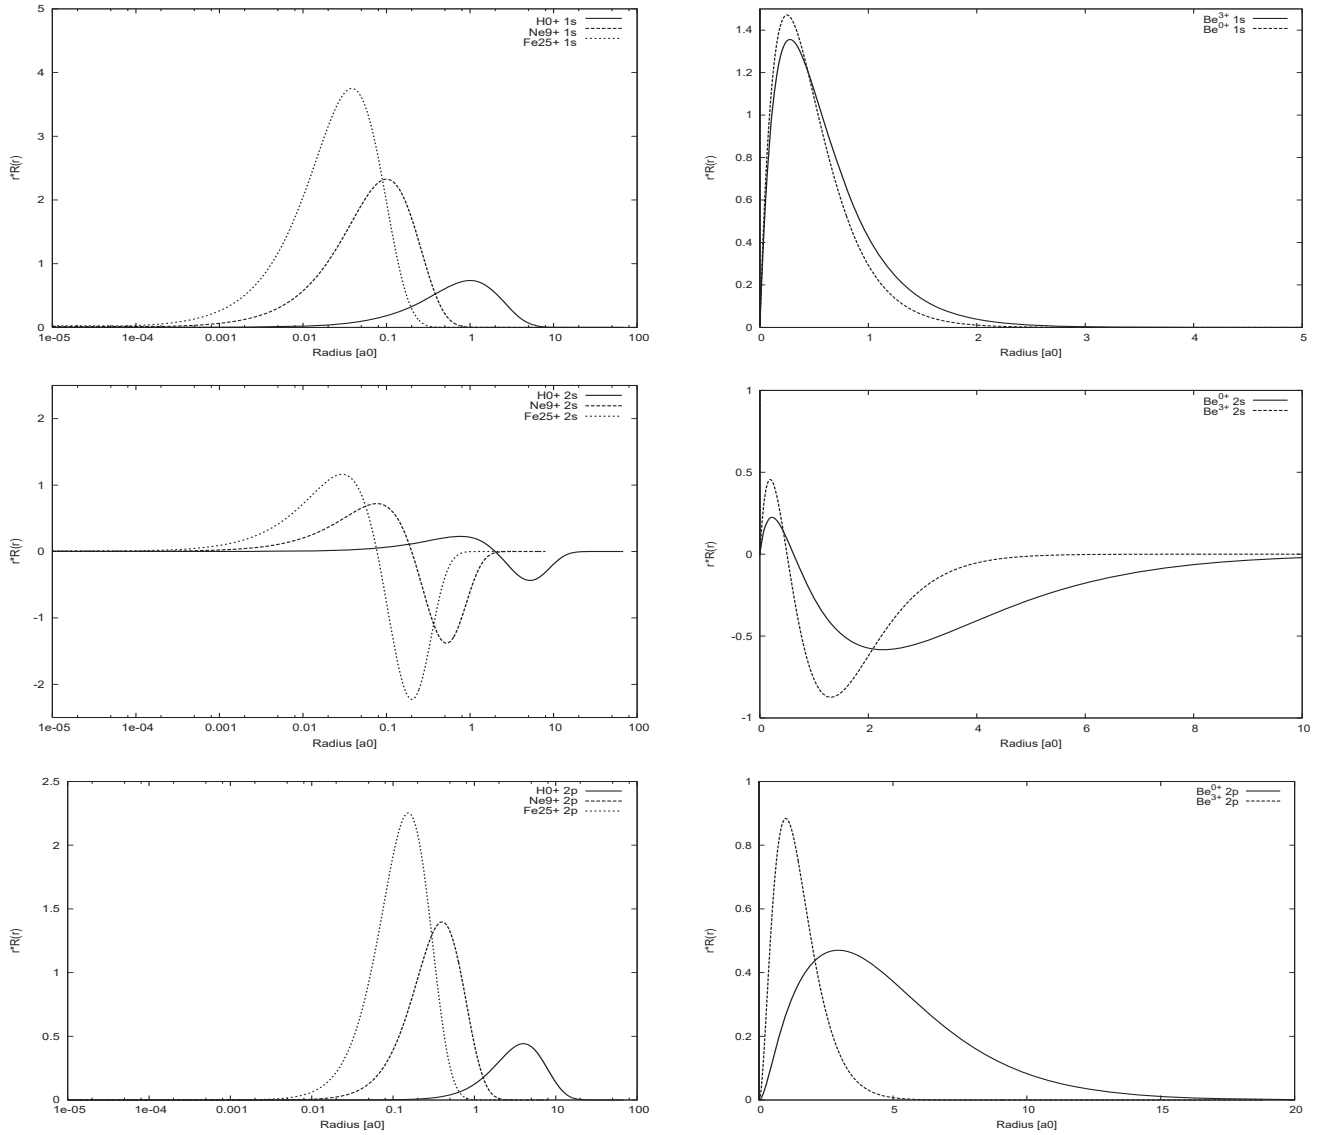 H0+ 1s
Ne9+ 1s
Fe25+ 1s
5
4
3
2
1
0
r*R(r)
1e-05 1e-04 0.001 0.01 0.1 1 10 100
Radius [a0]
Be3+ 1s
Be0+ 1s
1.4
1.2
1
0.8
0.6
0.4
0.2
0
r*R(r)
0 1 2 3 4 5
Radius [a0]
H0+ 2s
Ne9+ 2s
Fe25+ 2s
2
1
0
-1
-2
r*R(r)
1e-05 1e-04 0.001 0.01 0.1 1 10 100
Radius [a0]
Be0+ 2s
Be3+ 2s
1
0.5
0
-0.5
-1
r*R(r)
0 2 4 6 8 10
Radius [a0]
H0+ 2p
Ne9+ 2p
Fe25+ 2p
2.5
2
1.5
1
0.5
0
r*R(r)
1e-05 1e-04 0.001 0.01 0.1 1 10 100
Radius [a0]
Be0+ 2p
Be3+ 2p
1
0.8
0.6
0.4
0.2
0
r*R(r)
0 5 10 15 20
Radius [a0]